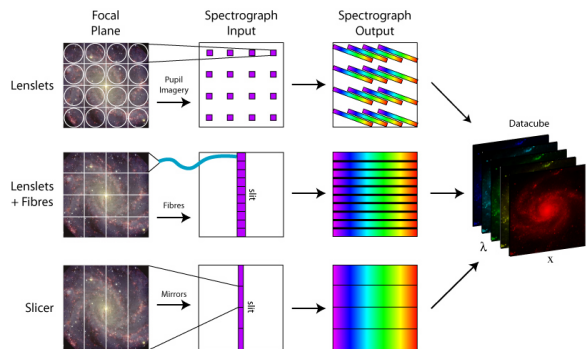 Focal
Plane
Spectrograph
Input
Spectrograph
Output
Lenslets
Pupil
Imagery
Datacube
Lenslets
+ Fibres
Fibres
slit
λ
x
Slicer
Mirrors
slit